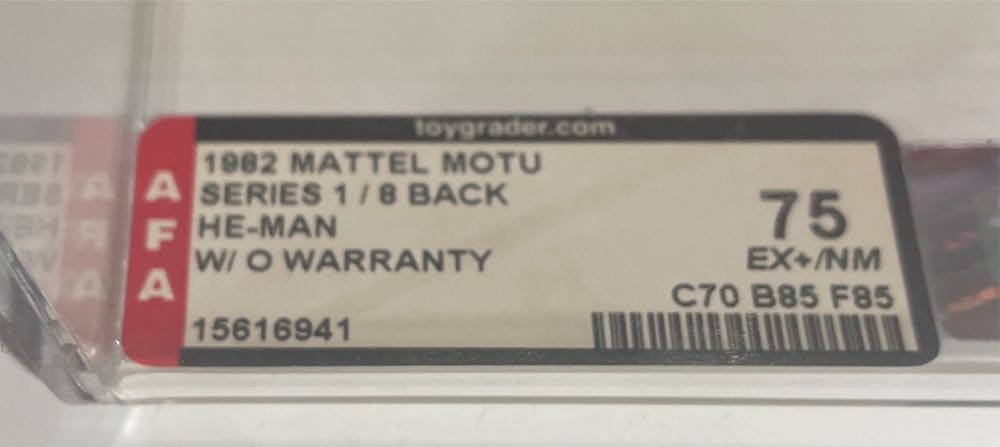 toygrader.com
AFA
1982 MATTEL MOTU
SERIES 1 / 8 BACK
HE-MAN
W/ O WARRANTY
75
EX+/NM
C70 B85 F85
15616941